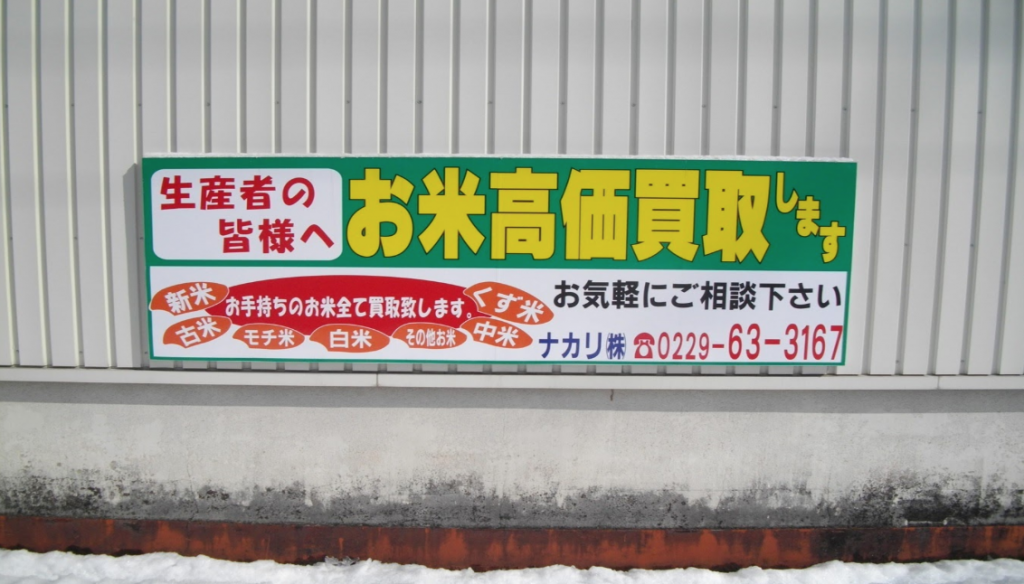 生産者の
皆様へ
お米高価買取します
新米
お手持ちのお米全て買取致します。
くず米
古米
モチ米
白米
その他お米
中米
お気軽にご相談下さい
ナカリ㈱ ☎0229-63-3167